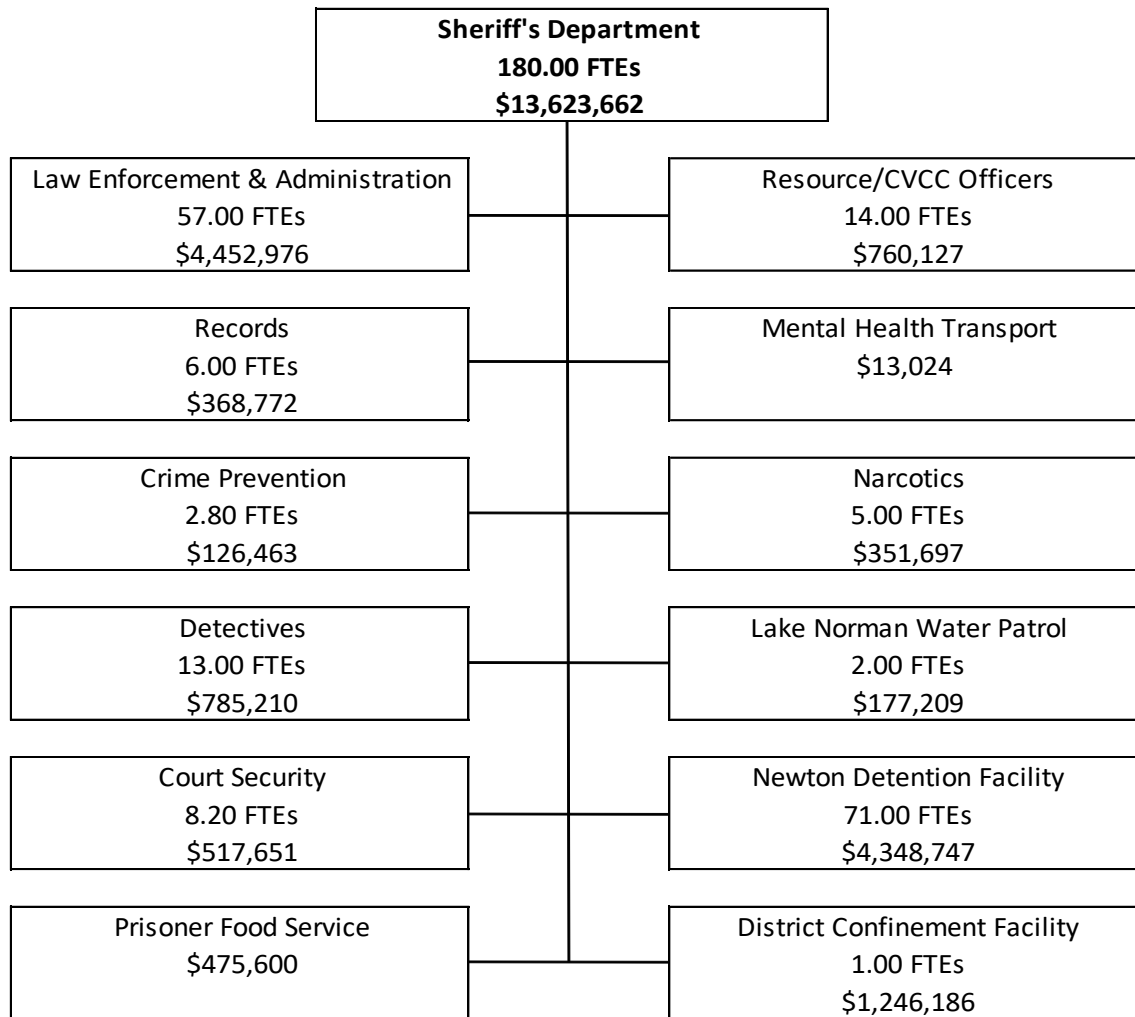 Sheriff's Department
180.00 FTEs
$13,623,662
Law Enforcement & Administration
57.00 FTEs
$4,452,976
Resource/CVCC Officers
14.00 FTEs
$760,127
Records
6.00 FTEs
$368,772
Mental Health Transport
$13,024
Crime Prevention
2.80 FTEs
$126,463
Narcotics
5.00 FTEs
$351,697
Detectives
13.00 FTEs
$785,210
Lake Norman Water Patrol
2.00 FTEs
$177,209
Court Security
8.20 FTEs
$517,651
Newton Detention Facility
71.00 FTEs
$4,348,747
Prisoner Food Service
$475,600
District Confinement Facility
1.00 FTEs
$1,246,186